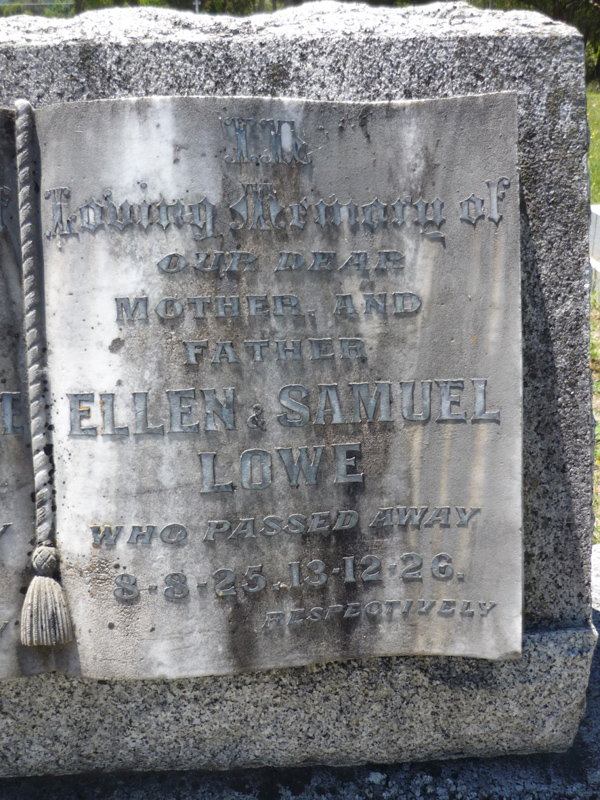 In
Loving Memory of
OUR DEAR
MOTHER, AND
FATHER
ELLEN & SAMUEL
LOWE
WHO PASSED AWAY
8-8-25. 13-12-26.
RESPECTIVELY